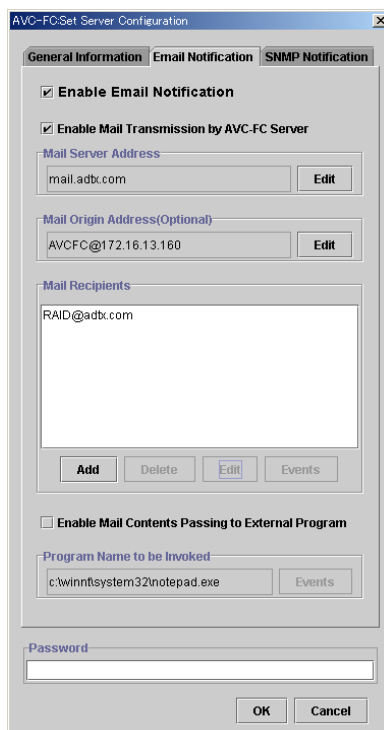 AVC-FC:Set Server Configuration
General Information Email Notification SNMP Notification
Enable Email Notification
Enable Mail Transmission by AVC-FC Server
Mail Server Address
mail.adtx.com Edit
Mail Origin Address(Optional)
AVCFC@172.16.13.160 Edit
Mail Recipients
RAID@adtx.com
Add Delete Edit Events
Enable Mail Contents Passing to External Program
Program Name to be Invoked
c:\winnt\system32\notepad.exe Events
Password
OK Cancel